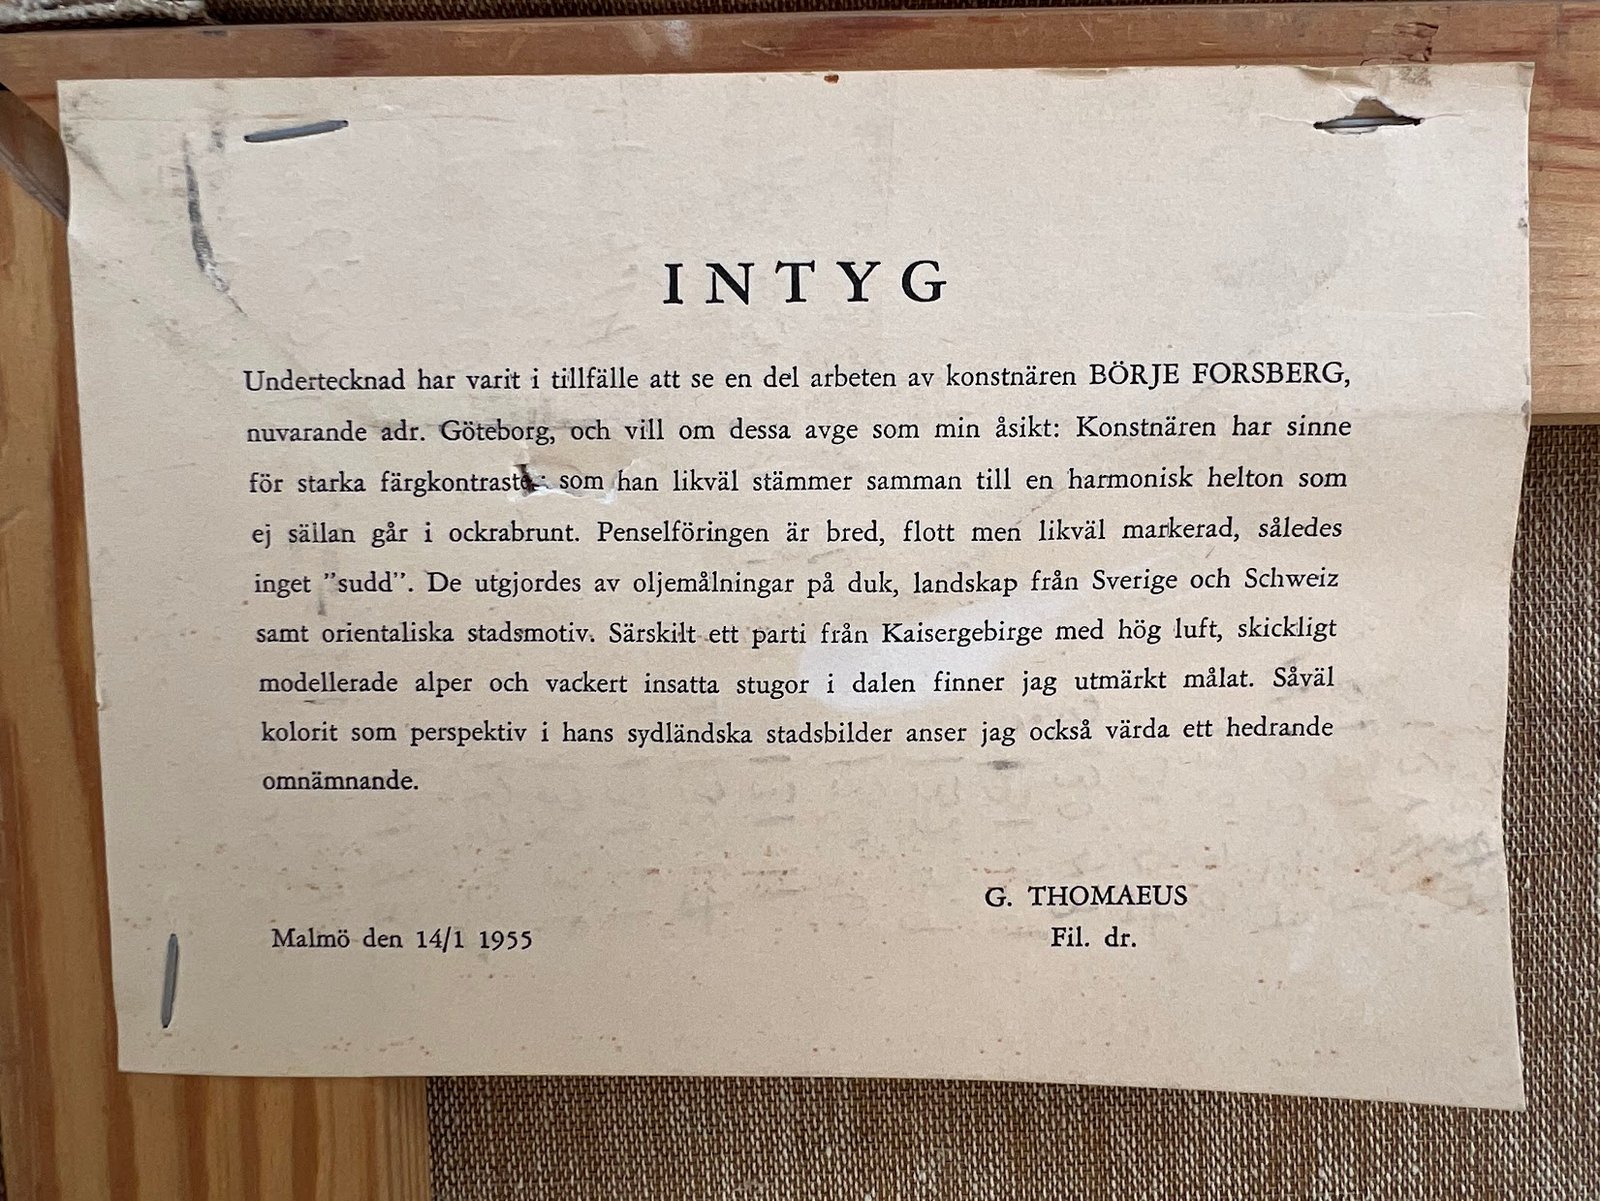 INTYG
Undertecknad har varit i tillfälle att se en del arbeten av konstnären BÖRJE FORSBERG,
nuvarande adr. Göteborg, och vill om dessa avge som min åsikt: Konstnären har sinne
för starka färgkontraster som han likväl stämmer samman till en harmonisk helton som
ej sällan går i ockrabrunt. Penselföringen är bred, flott men likväl markerad, således
inget ”sudd”. De utgjordes av oljemålningar på duk, landskap från Sverige och Schweiz
samt orientaliska stadsmotiv. Särskilt ett parti från Kaisergebirge med hög luft, skickligt
modellerade alper och vackert insatta stugor i dalen finner jag utmärkt målat. Såväl
kolorit som perspektiv i hans sydländska stadsbilder anser jag också värda ett hedrande
omnämnande.
G. THOMAEUS
Malmö den 14/1 1955 Fil. dr.